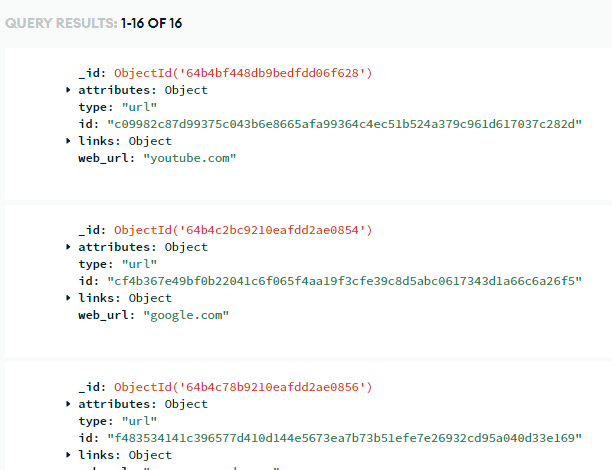 QUERY RESULTS: 1-16 OF 16
_id: ObjectId('64b4bf448db9bedfdd06f628')
attributes: Object
type: "url"
id: "c09982c87d99375c043b6e8665afa99364c4ec51b524a379c961d617037c282d"
links: Object
web_url: "youtube.com"
_id: ObjectId('64b4c2bc9210eafdd2ae0854')
attributes: Object
type: "url"
id: "cf4b367e49bf0b22041c6f065f4aa19f3cfe39c8d5abc0617343d1a66c6a26f5"
links: Object
web_url: "google.com"
_id: ObjectId('64b4c78b9210eafdd2ae0856')
attributes: Object
type: "url"
id: "f483534141c396577d410d144e5673ea7b73b51efe7e26932cd95a040d33e169"
links: Object